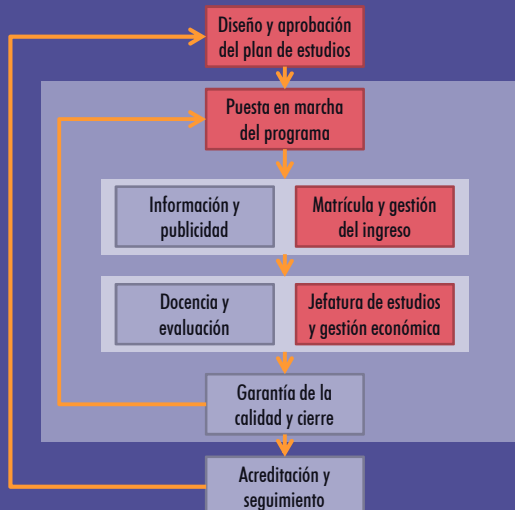 Diseño y aprobación
del plan de estudios
Puesta en marcha
del programa
Información y
publicidad
Matrícula y gestión
del ingreso
Docencia y
evaluación
Jefatura de estudios
y gestión económica
Garantía de la
calidad y cierre
Acreditación y
seguimiento